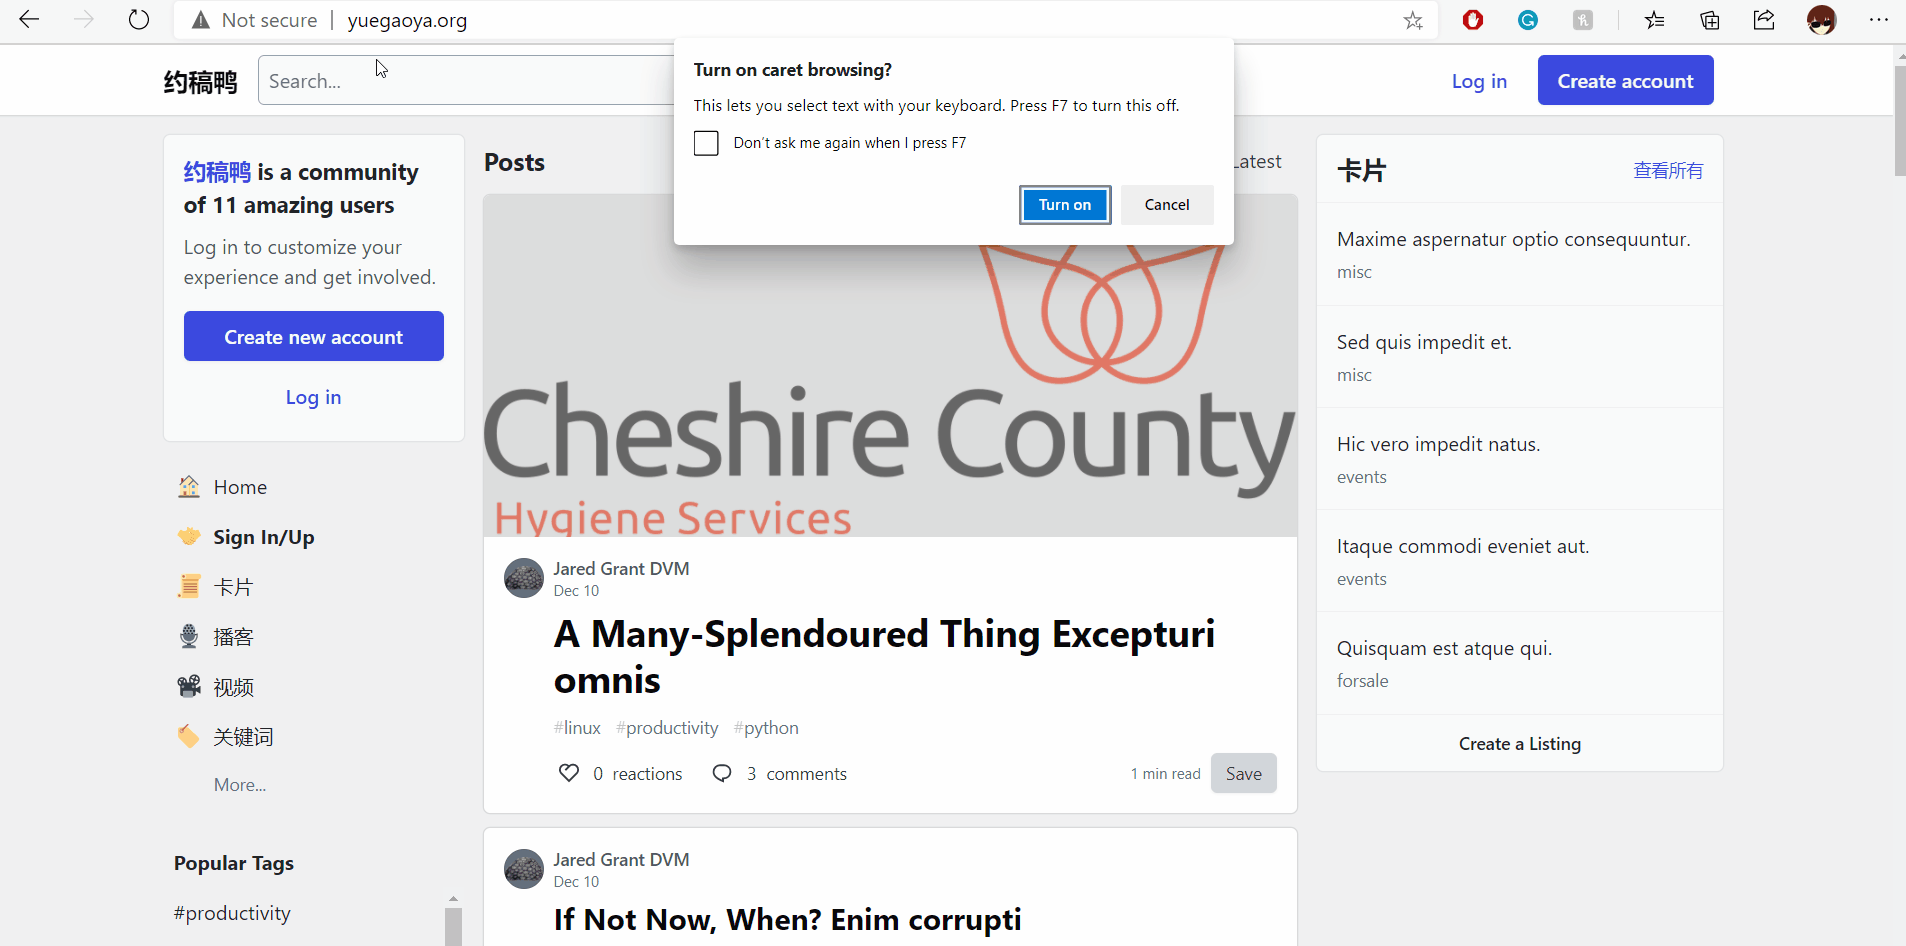 Not secure | yuegaoya.org
约稿鸭
Search...
Log in
Create account
Turn on caret browsing?
This lets you select text with your keyboard. Press F7 to turn this off.
Don't ask me again when I press F7
Turn on
Cancel
约稿鸭 is a community
of 11 amazing users
Log in to customize your
experience and get involved.
Create new account
Log in
Home
Sign In/Up
卡片
播客
视频
关键词
More...
Popular Tags
#productivity
Posts
Latest
Cheshire County
Hygiene Services
Jared Grant DVM
Dec 10
A Many-Splendoured Thing Excepturi
omnis
#linux #productivity #python
0 reactions
3 comments
1 min read
Save
Jared Grant DVM
Dec 10
If Not Now, When? Enim corrupti
卡片
查看所有
Maxime aspernatur optio consequuntur.
misc
Sed quis impedit et.
misc
Hic vero impedit natus.
events
Itaque commodi eveniet aut.
events
Quisquam est atque qui.
forsale
Create a Listing